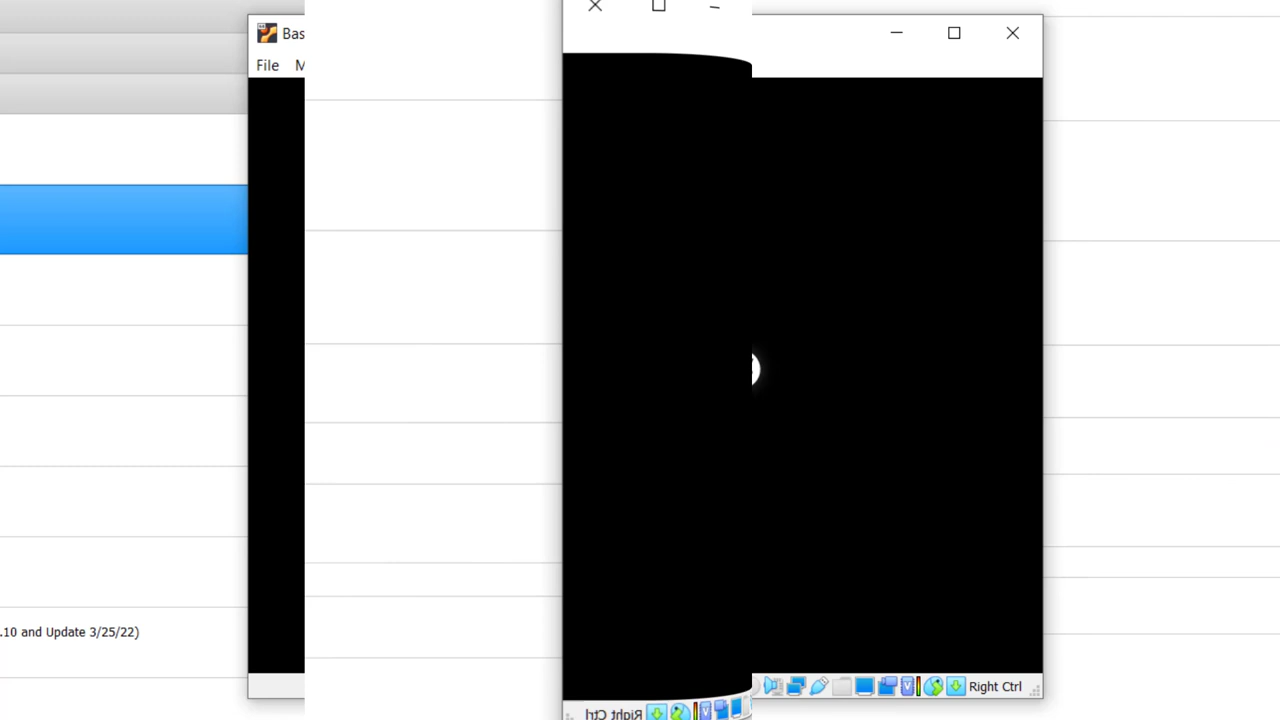 Bas
File M
.10 and Update 3/25/22)
Right Ctrl
Right Ctrl